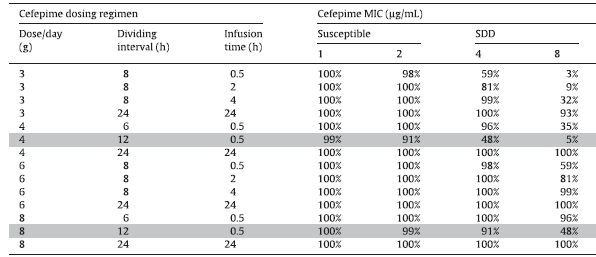 Cefepime dosing regimen Cefepime MIC (μg/mL)
Dose/day (g) Dividing interval (h) Infusion time (h) Susceptible SDD
1 2 4 8
3 8 0.5 100% 98% 59% 3%
3 8 2 100% 100% 81% 9%
3 8 4 100% 100% 99% 32%
3 24 24 100% 100% 100% 93%
4 6 0.5 100% 100% 96% 35%
4 12 0.5 99% 91% 48% 5%
4 24 24 100% 100% 100% 100%
6 8 0.5 100% 100% 98% 59%
6 8 2 100% 100% 100% 81%
6 8 4 100% 100% 100% 99%
6 24 24 100% 100% 100% 100%
8 6 0.5 100% 100% 100% 96%
8 12 0.5 100% 99% 91% 48%
8 24 24 100% 100% 100% 100%